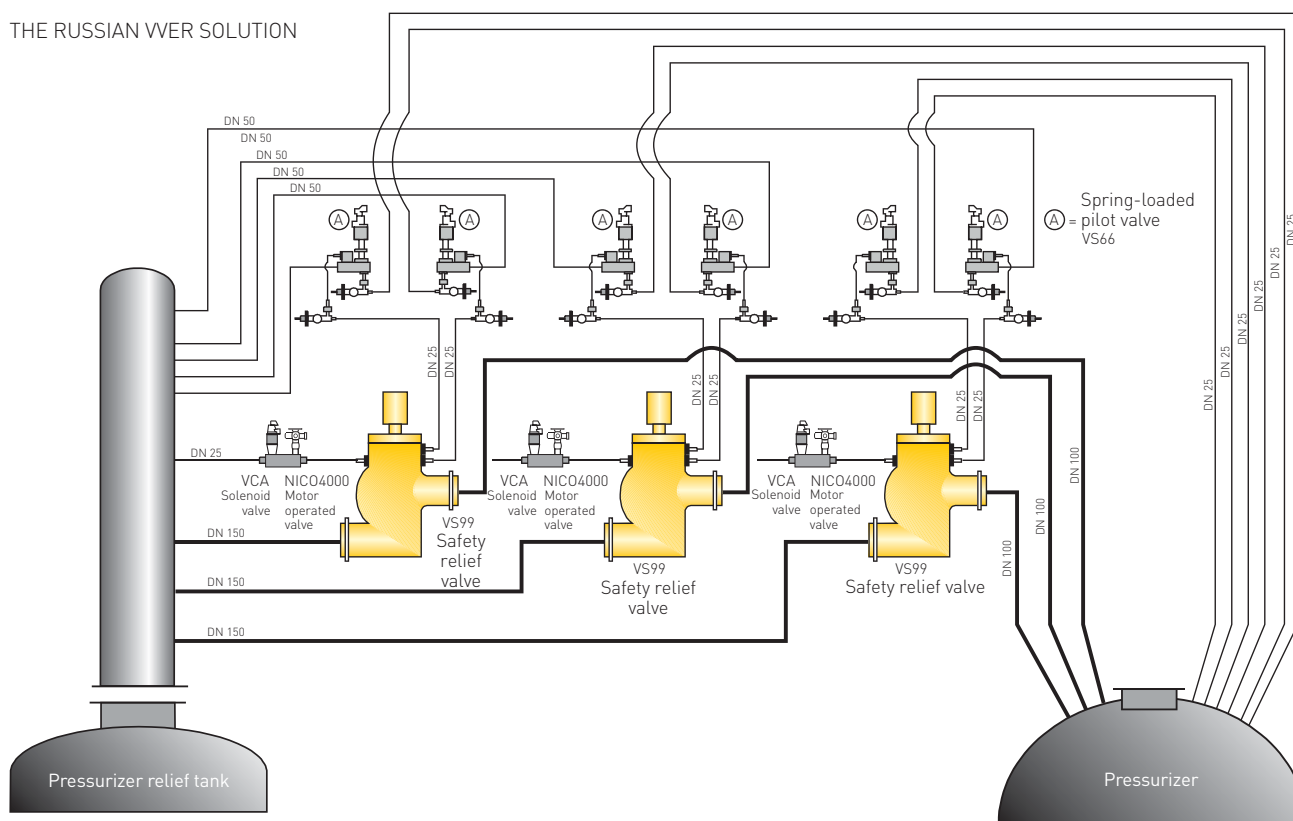 THE RUSSIAN VVER SOLUTION
DN 50
DN 50
DN 50
DN 50
DN 50
A
A
A
A
A
A
A = Spring-loaded
pilot valve
VS66
DN 25
DN 25
DN 25
DN 25
DN 25
DN 25
DN 25
DN 25
DN 25
DN 25
DN 25
DN 25
DN 25
VCA
Solenoid
valve
NICO4000
Motor
operated
valve
VCA
Solenoid
valve
NICO4000
Motor
operated
valve
VCA
Solenoid
valve
NICO4000
Motor
operated
valve
VS99
Safety
relief
valve
VS99
Safety relief
valve
VS99
Safety relief valve
DN 100
DN 100
DN 100
DN 150
DN 150
DN 150
Pressurizer relief tank
Pressurizer